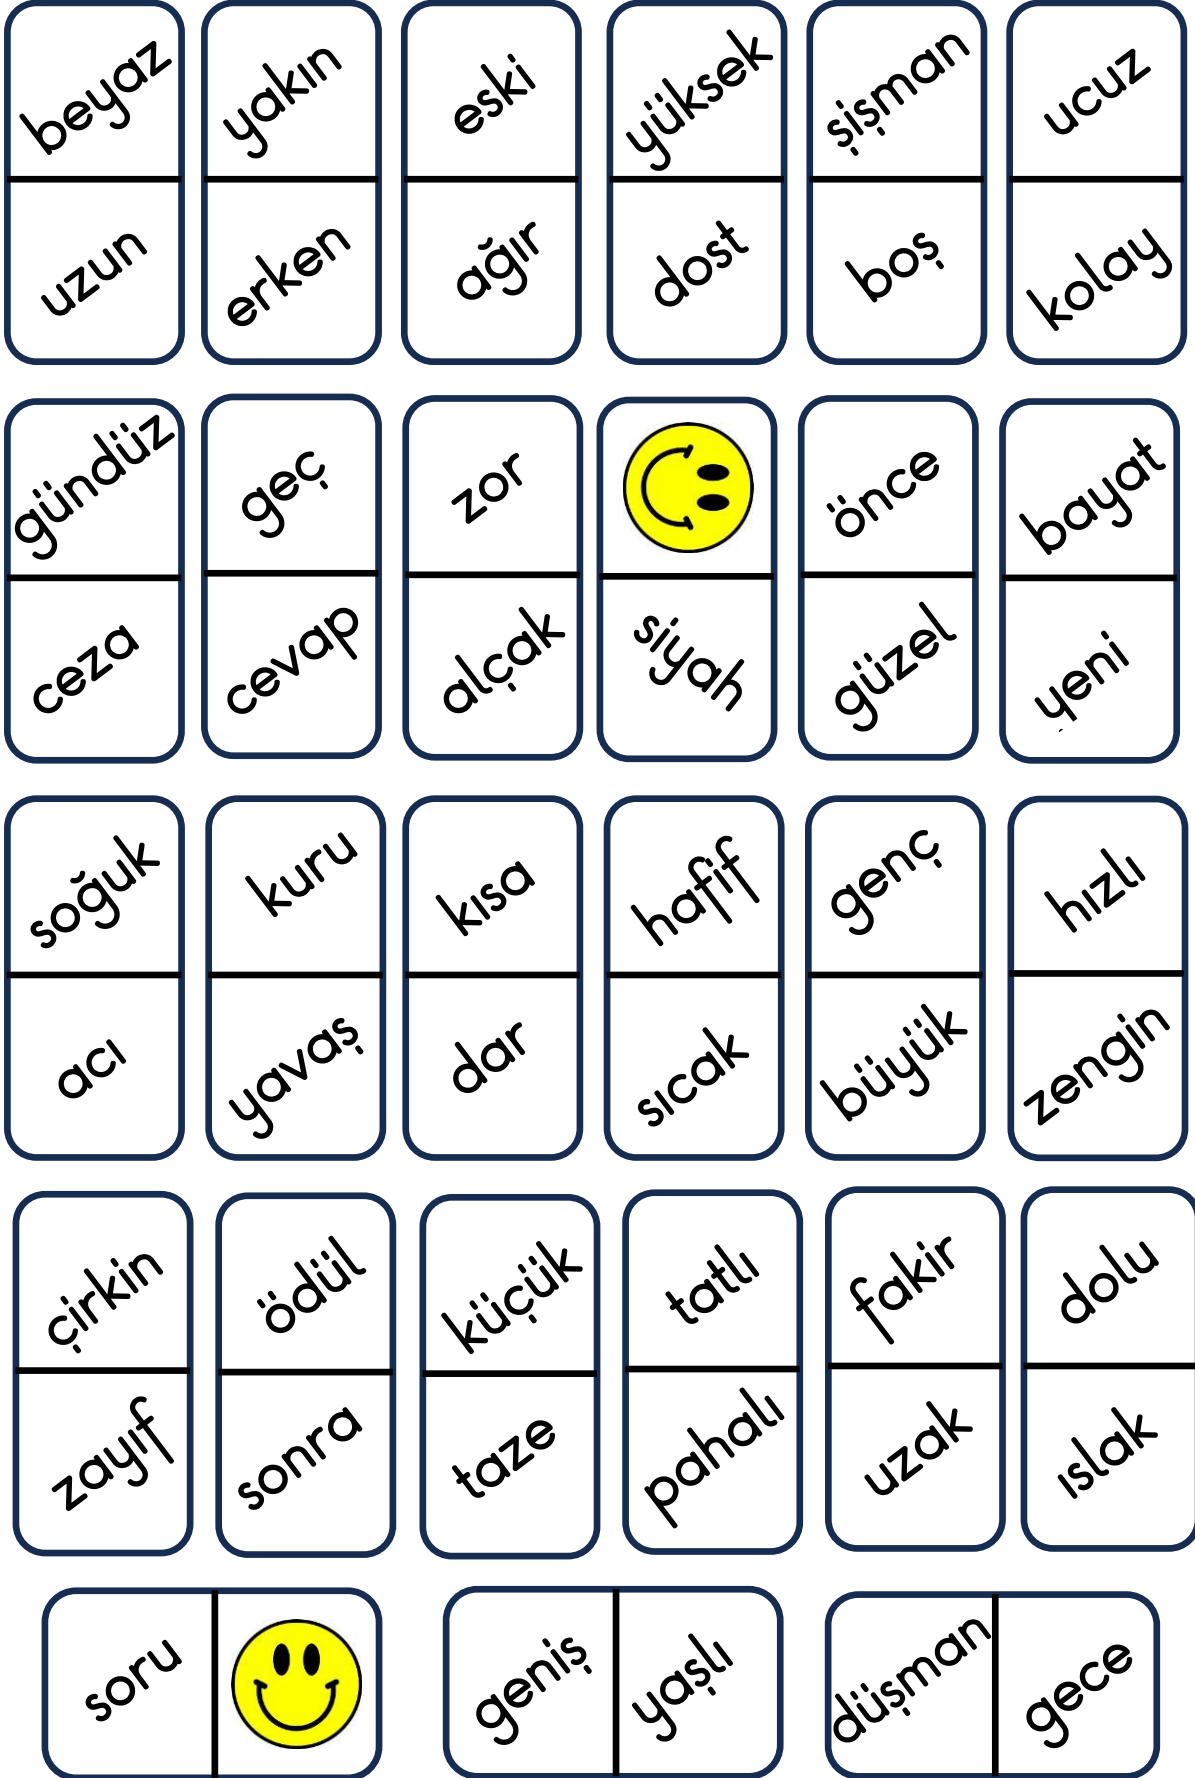 beyaz
yakın
eski
yüksek
şişman
ucuz
uzun
erken
ağır
dost
boş
kolay
gündüz
geç
zor
önce
bayat
ceza
cevap
alçak
siyah
güzel
yeni
soğuk
kuru
kısa
hafif
genç
hızlı
acı
yavaş
dar
sıcak
büyük
zengin
çirkin
ödül
küçük
tatlı
fakir
dolu
zayıf
sonra
taze
pahalı
uzak
ıslak
soru
geniş
yaşlı
düşman
gece